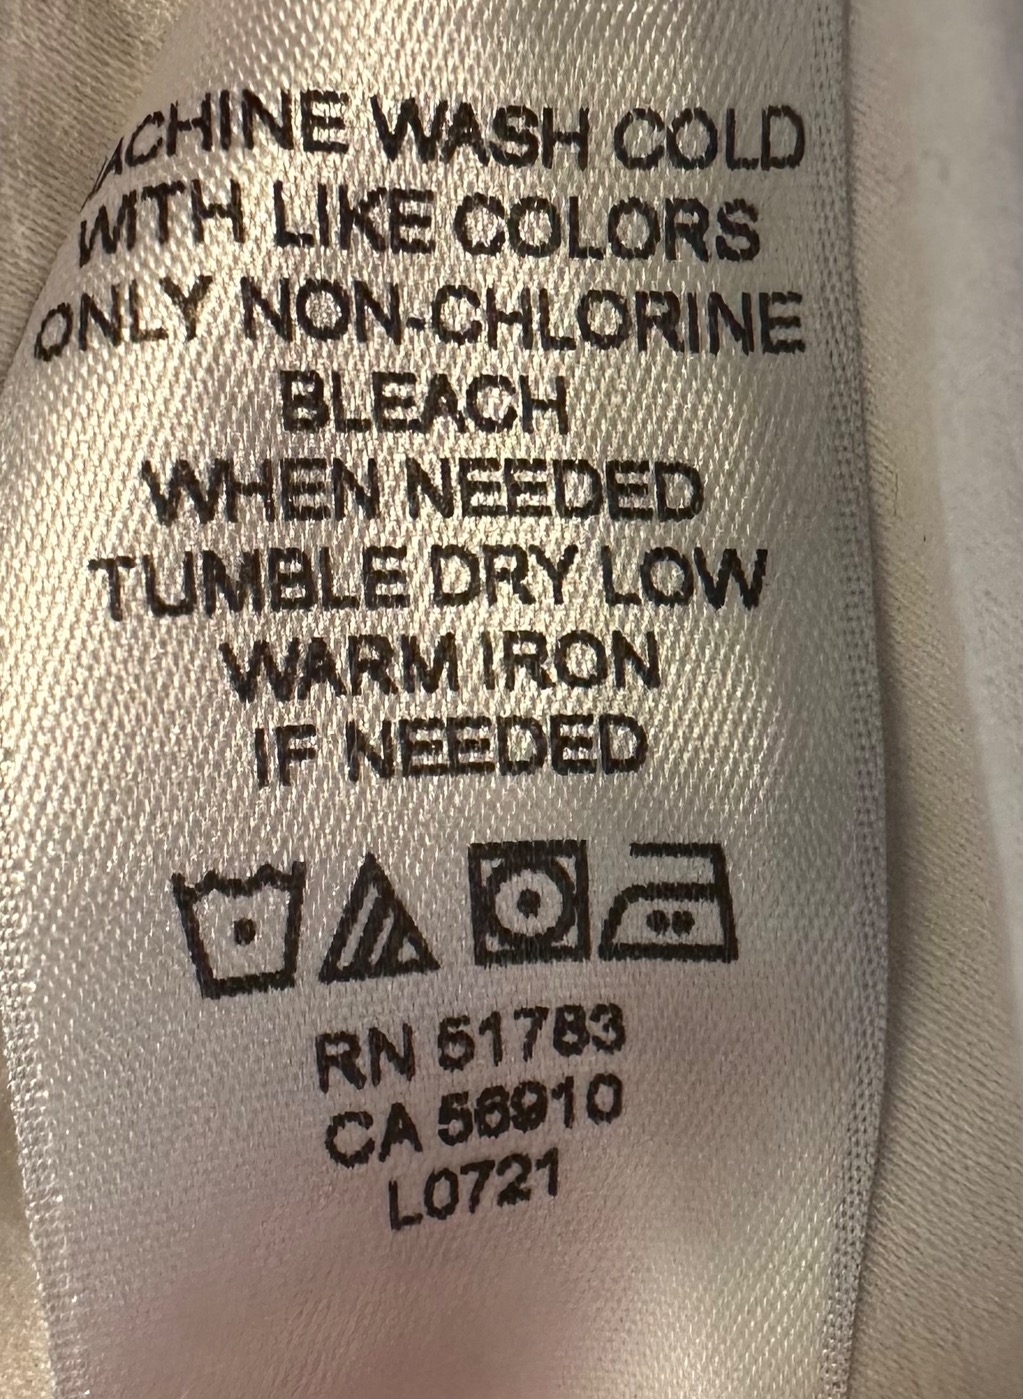 MACHINE WASH COLD
WITH LIKE COLORS
ONLY NON-CHLORINE
BLEACH
WHEN NEEDED
TUMBLE DRY LOW
WARM IRON
IF NEEDED
RN 51783
CA 56910
L0721